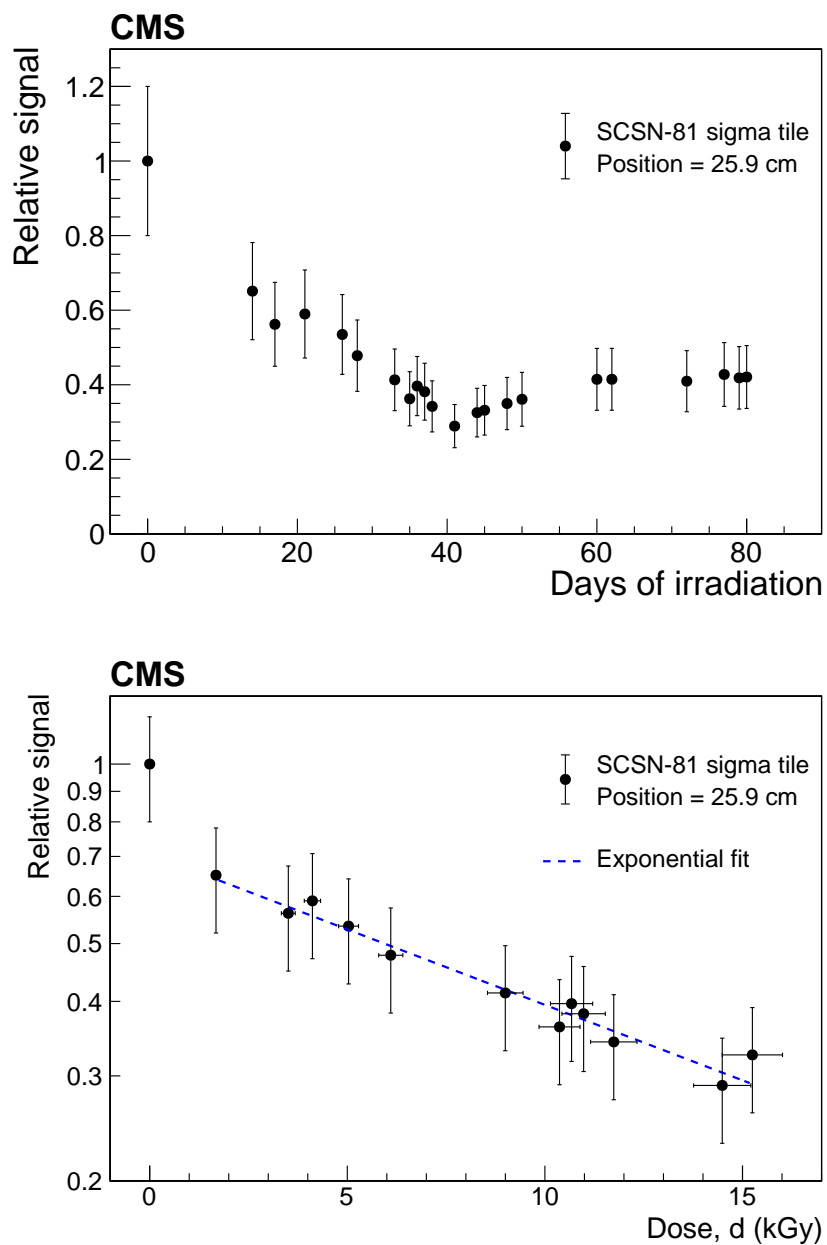 CMS
Relative signal
1.2
1
0.8
0.6
0.4
0.2
0
SCSN-81 sigma tile
Position = 25.9 cm
0 20 40 60 80
Days of irradiation
CMS
Relative signal
1
0.9
0.8
0.7
0.6
0.5
0.4
0.3
0.2
SCSN-81 sigma tile
Position = 25.9 cm
Exponential fit
0 5 10 15
Dose, d (kGy)